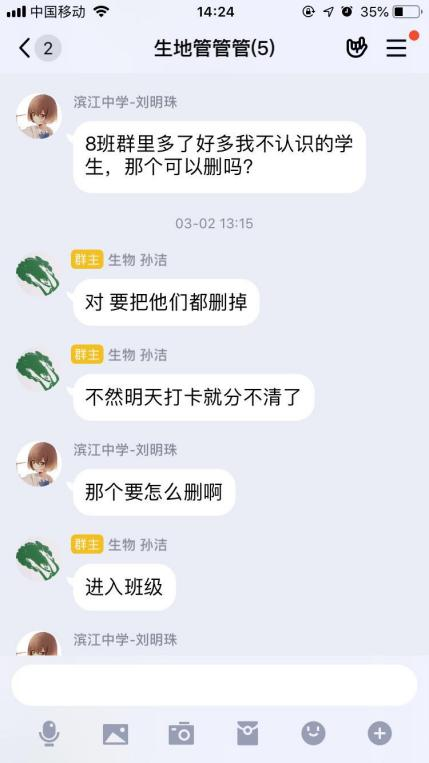 中国移动 14:24 35%
2 生地管管管(5)
滨江中学-刘明珠
8班群里多了好多我不认识的学
生，那个可以删吗？
03-02 13:15
群主 生物 孙洁
对 要把他们都删掉
群主 生物 孙洁
不然明天打卡就分不清了
滨江中学-刘明珠
那个要怎么删啊
群主 生物 孙洁
进入班级
滨江中学-刘明珠